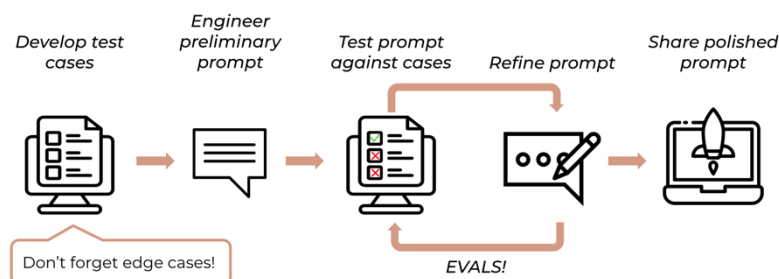 Develop test
cases
Engineer
preliminary
prompt
Test prompt
against cases
Refine prompt
Share polished
prompt
Don't forget edge cases!
EVALS!